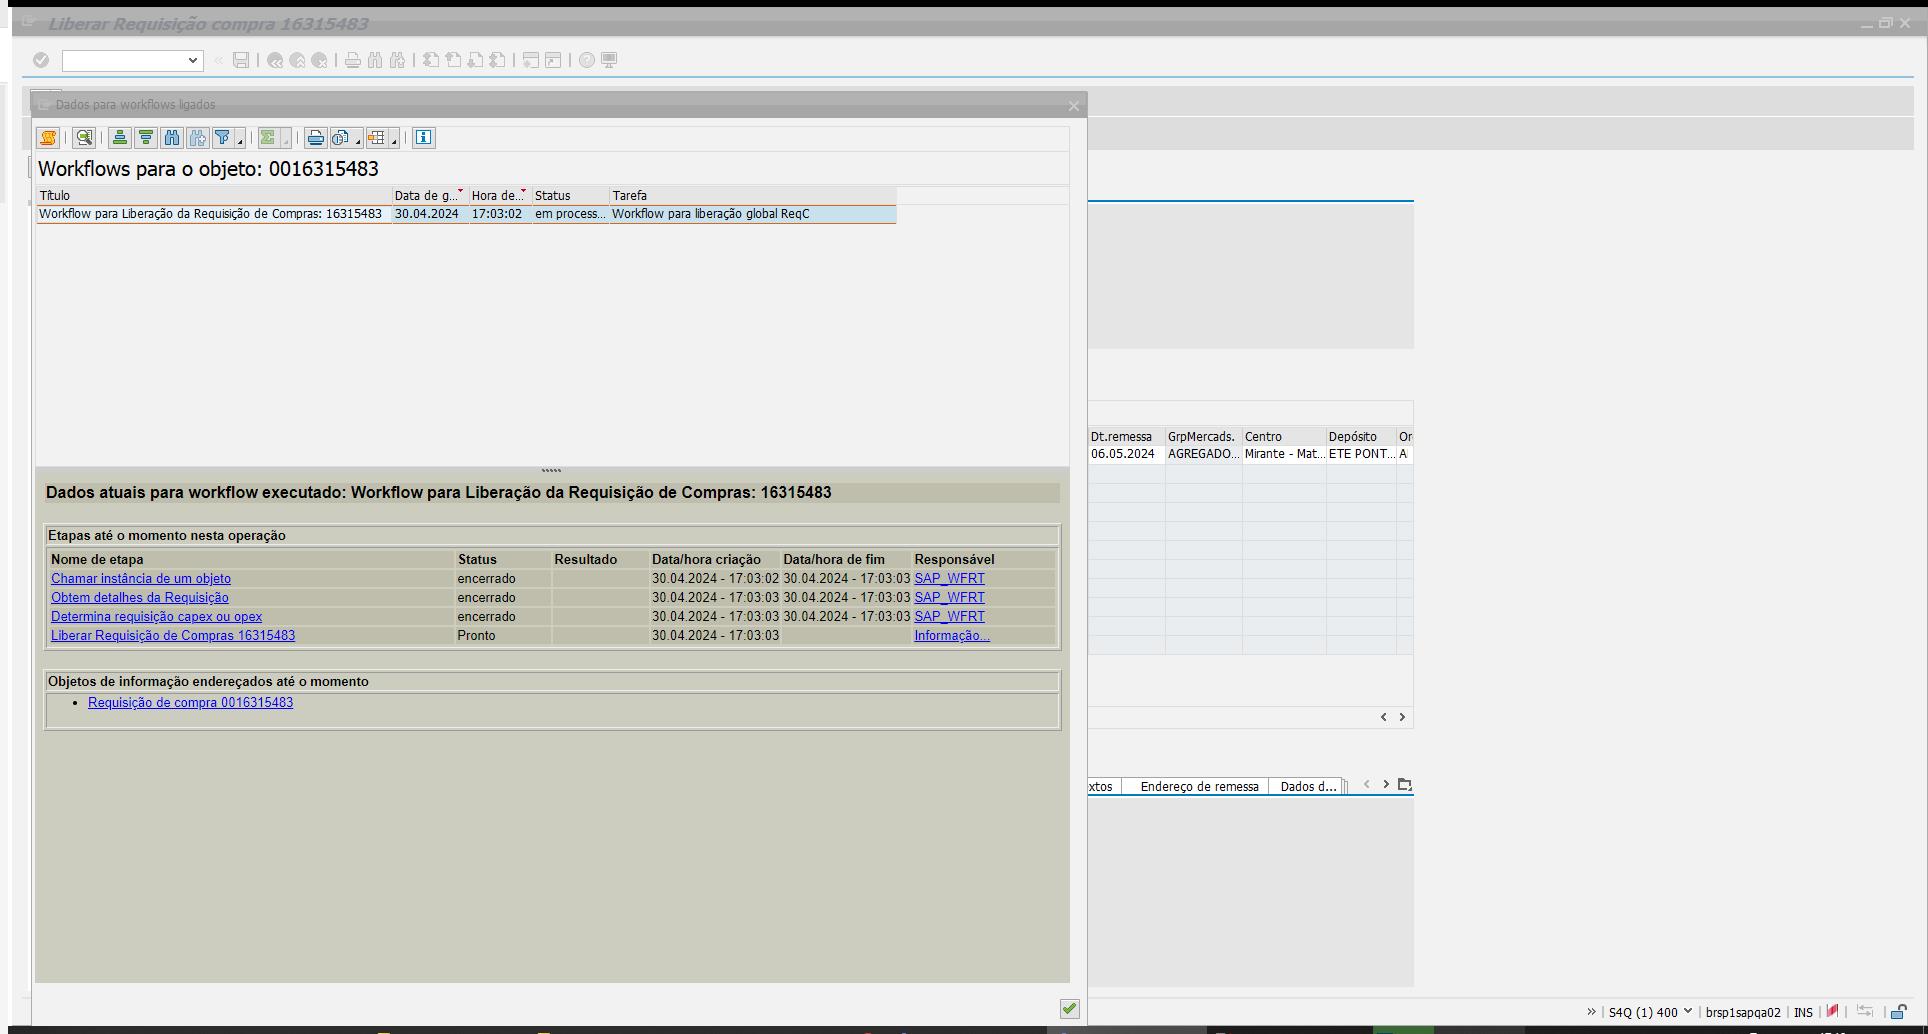 Liberar Requisição compra 16315483
Dados para workflows ligados
Workflows para o objeto: 0016315483
Título Data de g... Hora de... Status Tarefa
Workflow para Liberação da Requisição de Compras: 16315483 30.04.2024 17:03:02 em process... Workflow para liberação global ReqC
Dt.remessa GrpMercads. Centro Depósito Or
06.05.2024 AGREGADO... Mirante - Mat... ETE PONT...
Dados atuais para workflow executado: Workflow para Liberação da Requisição de Compras: 16315483
Etapas até o momento nesta operação
Nome de etapa Status Resultado Data/hora criação Data/hora de fim Responsável
Chamar instância de um objeto encerrado 30.04.2024 - 17:03:02 30.04.2024 - 17:03:03 SAP_WFRT
Obtem detalhes da Requisição encerrado 30.04.2024 - 17:03:03 30.04.2024 - 17:03:03 SAP_WFRT
Determina requisição capex ou opex encerrado 30.04.2024 - 17:03:03 30.04.2024 - 17:03:03 SAP_WFRT
Liberar Requisição de Compras 16315483 Pronto 30.04.2024 - 17:03:03 Informação...
Objetos de informação endereçados até o momento
• Requisição de compra 0016315483
xtos Endereço de remessa Dados d...
S4Q (1) 400 brsp1sapqa02 INS